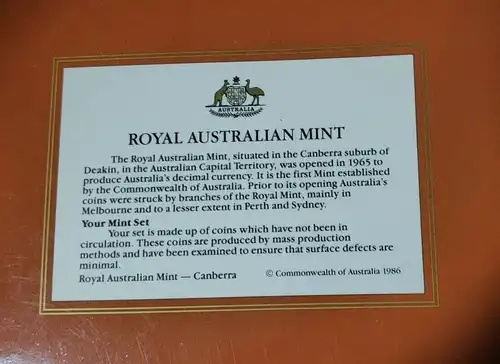 AUSTRALIA
ROYAL AUSTRALIAN MINT
The Royal Australian Mint, situated in the Canberra suburb of
Deakin, in the Australian Capital Territory, was opened in 1965 to
produce Australia's decimal currency. It is the first Mint established
by the Commonwealth of Australia. Prior to its opening Australia's
coins were struck by branches of the Royal Mint, mainly in
Melbourne and to a lesser extent in Perth and Sydney.
Your Mint Set
Your set is made up of coins which have not been in
circulation. These coins are produced by mass production
methods and have been examined to ensure that surface defects are
minimal.
Royal Australian Mint — Canberra © Commonwealth of Australia 1986